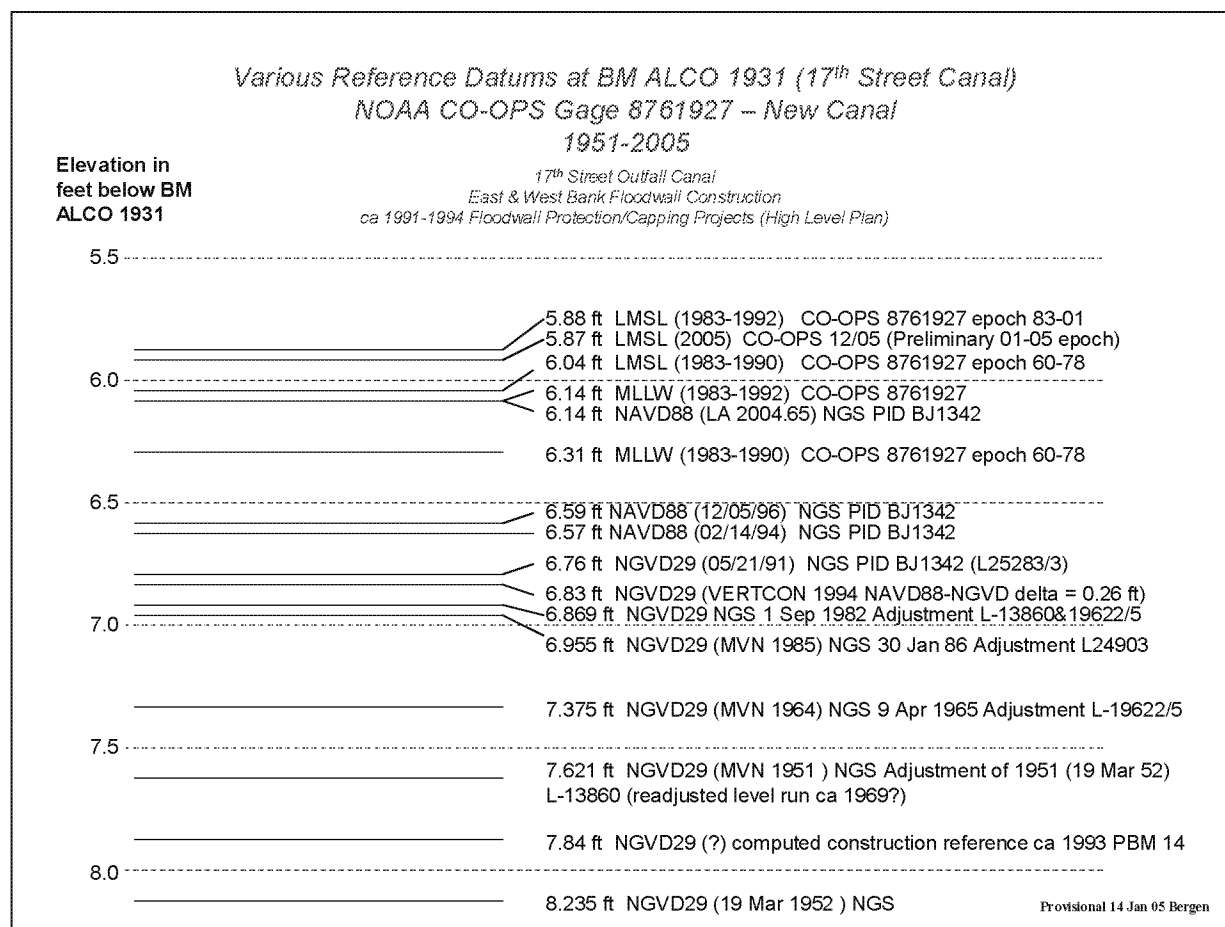 Various Reference Datums at BM ALCO 1931 (17th Street Canal)
NOAA CO-OPS Gage 8761927 – New Canal
1951-2005
17th Street Outfall Canal
East & West Bank Floodwall Construction
ca 1991-1994 Floodwall Protection/Capping Projects (High Level Plan)
Elevation in
feet below BM
ALCO 1931
5.5
5.88 ft LMSL (1983-1992) CO-OPS 8761927 epoch 83-01
5.87 ft LMSL (2005) CO-OPS 12/05 (Preliminary 01-05 epoch)
6.04 ft LMSL (1983-1990) CO-OPS 8761927 epoch 60-78
6.0
6.14 ft MLLW (1983-1992) CO-OPS 8761927
6.14 ft NAVD88 (LA 2004.65) NGS PID BJ1342
6.31 ft MLLW (1983-1990) CO-OPS 8761927 epoch 60-78
6.5
6.59 ft NAVD88 (12/05/96) NGS PID BJ1342
6.57 ft NAVD88 (02/14/94) NGS PID BJ1342
6.76 ft NGVD29 (05/21/91) NGS PID BJ1342 (L25283/3)
6.83 ft NGVD29 (VERTCON 1994 NAVD88-NGVD delta = 0.26 ft)
6.869 ft NGVD29 NGS 1 Sep 1982 Adjustment L-13860&19622/5
7.0
6.955 ft NGVD29 (MVN 1985) NGS 30 Jan 86 Adjustment L24903
7.375 ft NGVD29 (MVN 1964) NGS 9 Apr 1965 Adjustment L-19622/5
7.5
7.621 ft NGVD29 (MVN 1951 ) NGS Adjustment of 1951 (19 Mar 52)
L-13860 (readjusted level run ca 1969?)
7.84 ft NGVD29 (?) computed construction reference ca 1993 PBM 14
8.0
8.235 ft NGVD29 (19 Mar 1952 ) NGS
Provisional 14 Jan 05 Bergen